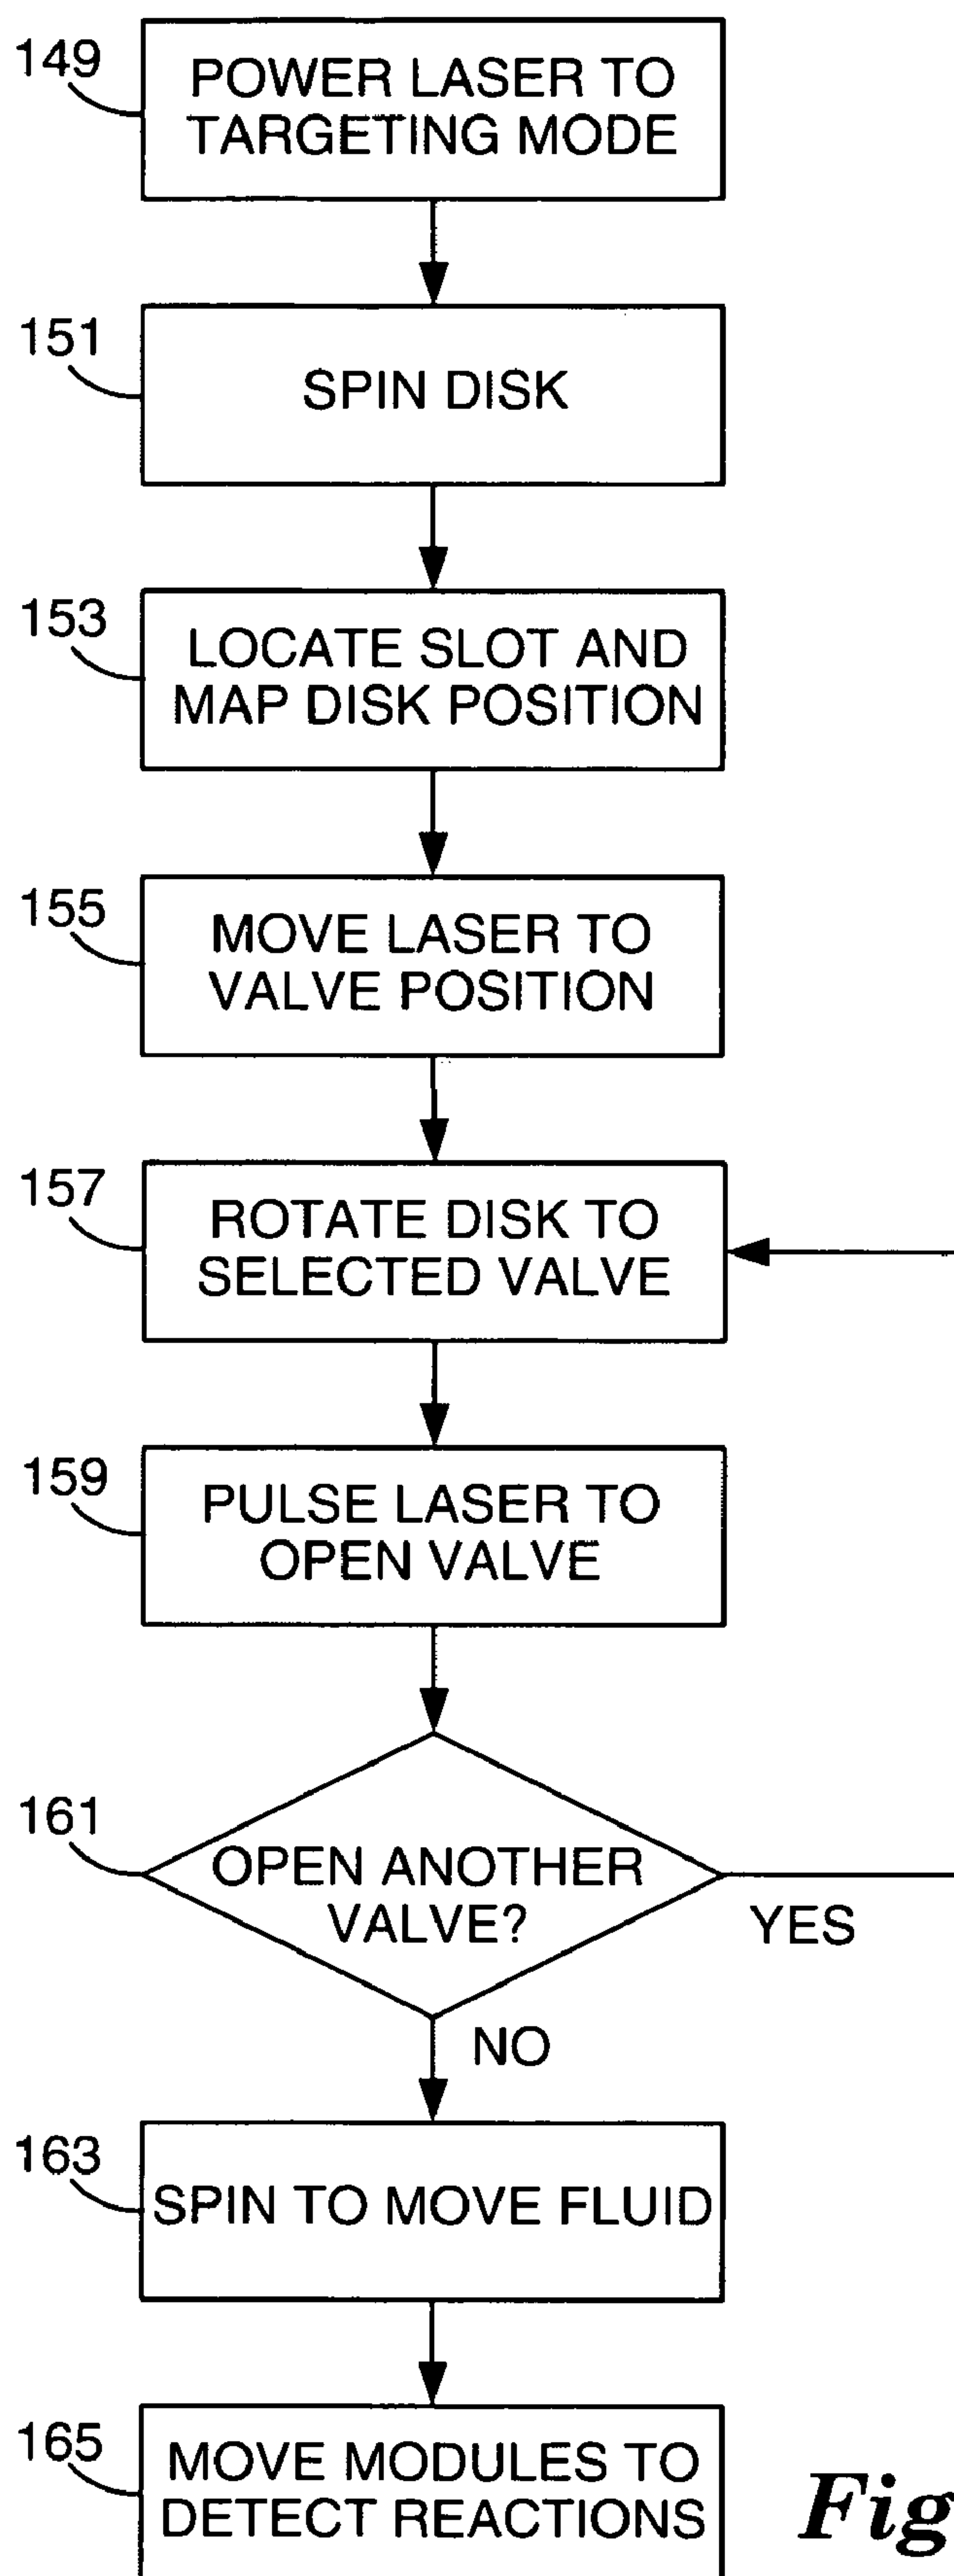 149
POWER LASER TO
TARGETING MODE
151
SPIN DISK
153
LOCATE SLOT AND
MAP DISK POSITION
155
MOVE LASER TO
VALVE POSITION
157
ROTATE DISK TO
SELECTED VALVE
159
PULSE LASER TO
OPEN VALVE
161
OPEN ANOTHER
VALVE?
YES
NO
163
SPIN TO MOVE FLUID
165
MOVE MODULES TO
DETECT REACTIONS
Fig